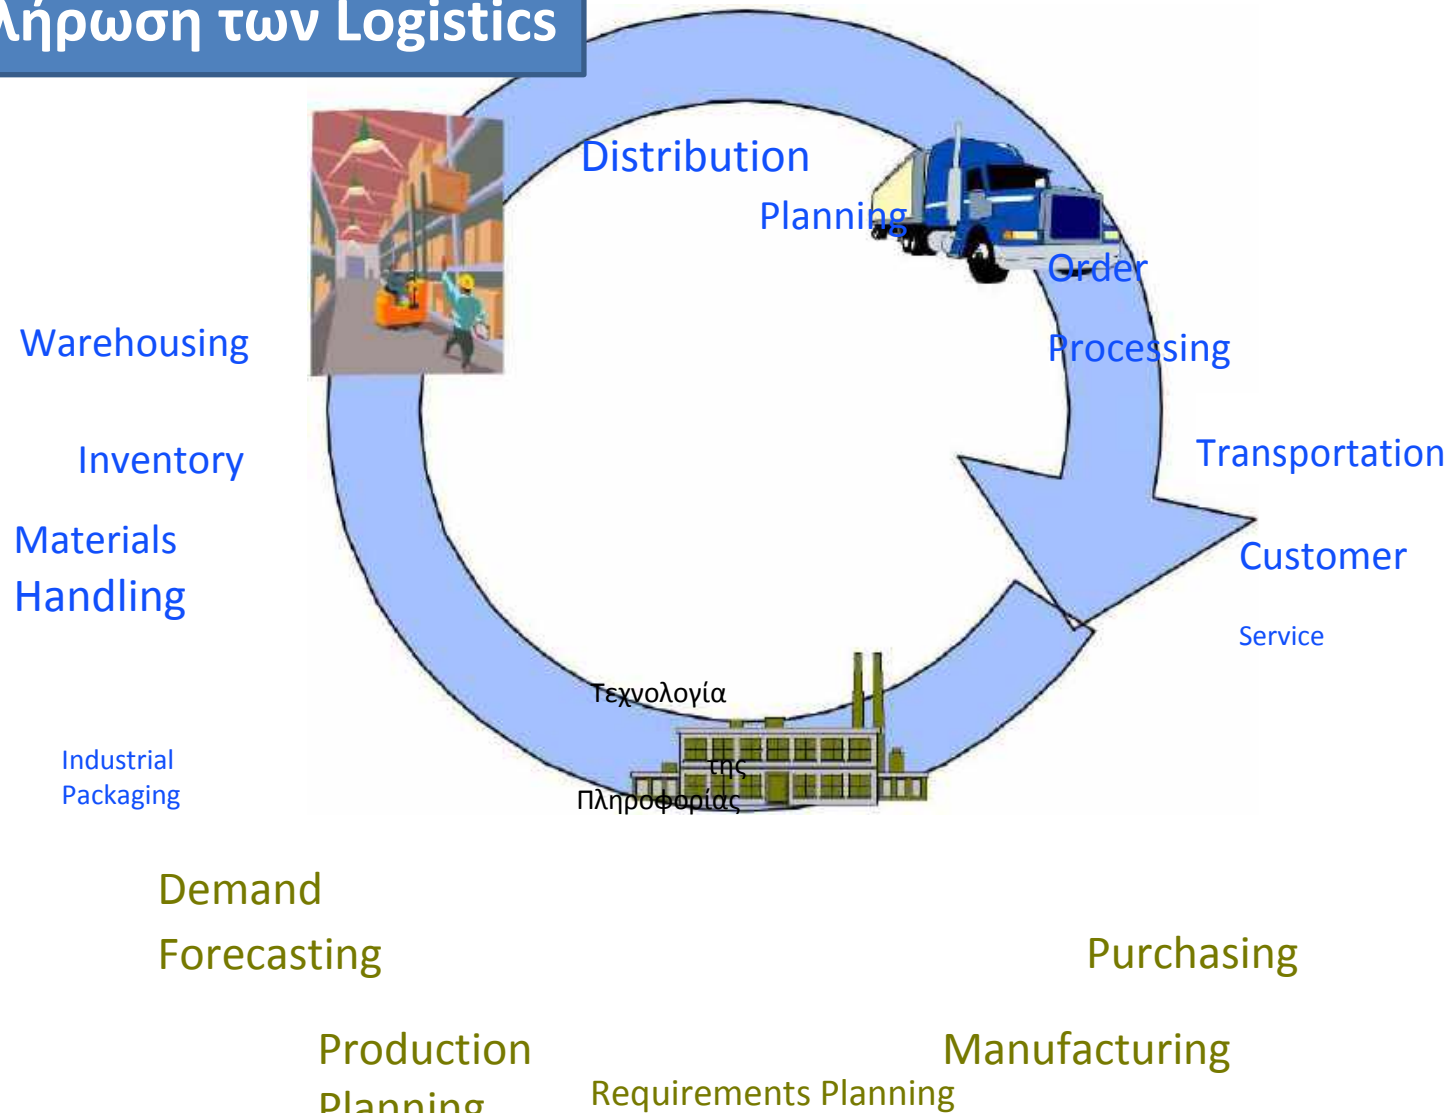 λήρωση των Logistics
Distribution
Planning
Order
Processing
Warehousing
Inventory
Transportation
Materials
Handling
Customer
Service
Τεχνολογία
της
Πληροφορίας
Industrial
Packaging
Demand
Forecasting
Purchasing
Production
Planning
Manufacturing
Requirements Planning